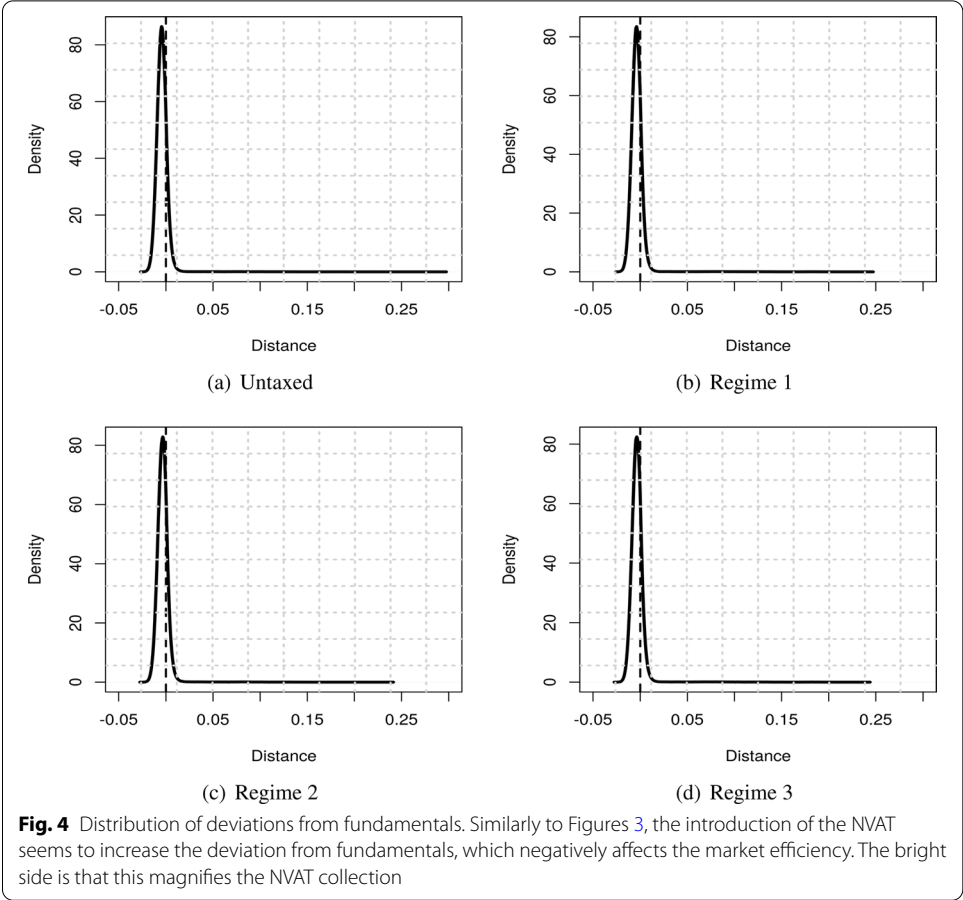 Density
80
60
40
20
0
-0.05 0.05 0.15 0.25
Distance
(a) Untaxed
Density
80
60
40
20
0
-0.05 0.05 0.15 0.25
Distance
(b) Regime 1
Density
80
60
40
20
0
-0.05 0.05 0.15 0.25
Distance
(c) Regime 2
Density
80
60
40
20
0
-0.05 0.05 0.15 0.25
Distance
(d) Regime 3
Fig. 4 Distribution of deviations from fundamentals. Similarly to Figures 3, the introduction of the NVAT
seems to increase the deviation from fundamentals, which negatively affects the market efficiency. The bright
side is that this magnifies the NVAT collection